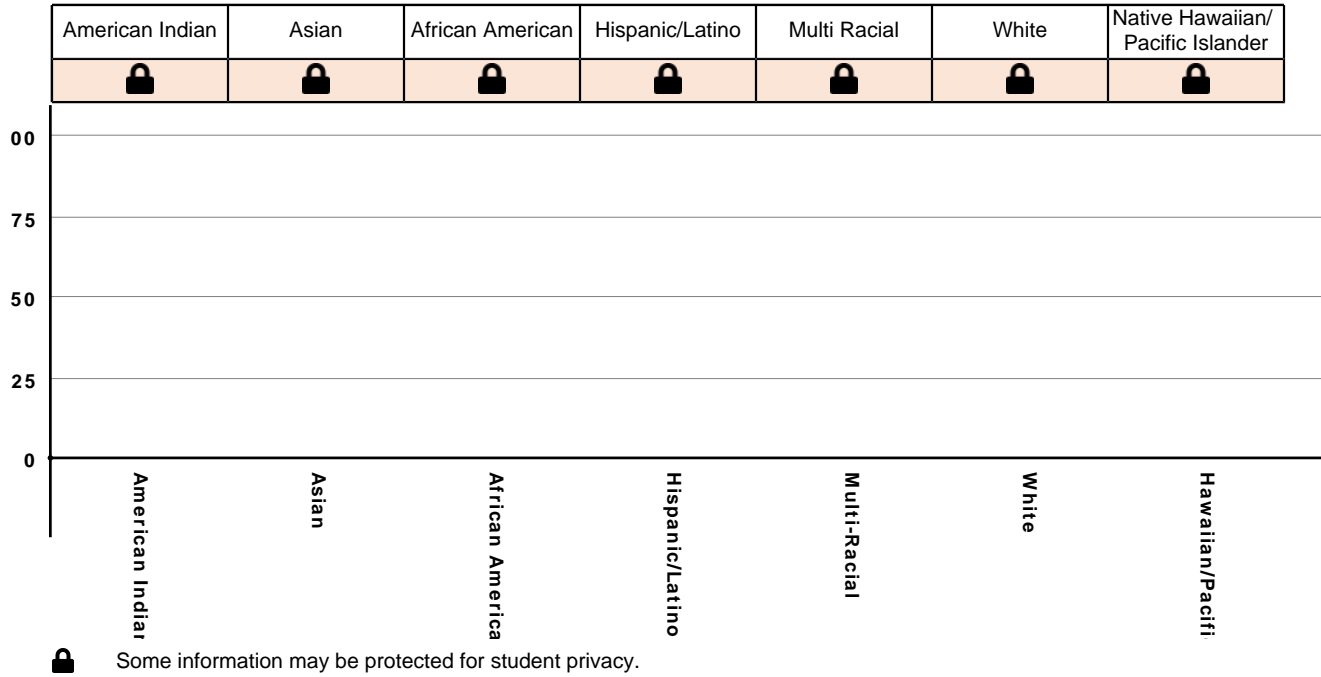 American Indian
Asian
African American
Hispanic/Latino
Multi Racial
White
Native Hawaiian/
Pacific Islander
00
75
50
25
0
American Indian
Asian
African America
Hispanic/Latino
Multi-Racial
White
Hawaiian/Pacifi
Some information may be protected for student privacy.